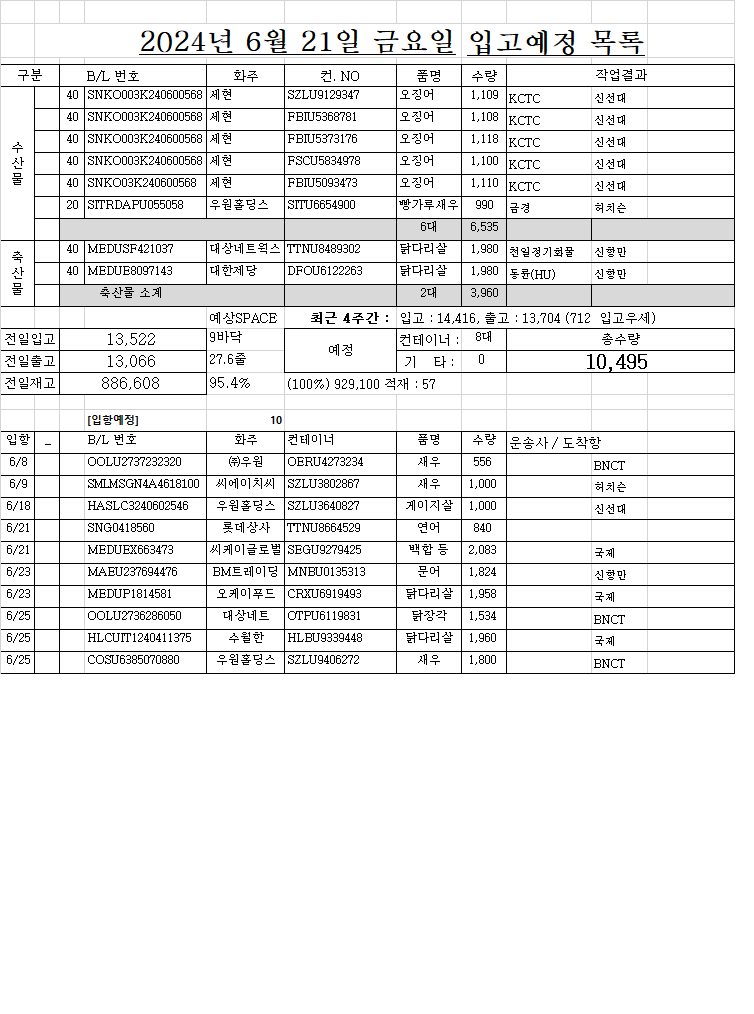 2024년 6월 21일 금요일 입고예정 목록
구분 B/L 번호 화주 컨. NO 품명 수량 작업결과
수산물
40 SNKO003K240600568 세현 SZLU9129347 오징어 1,109 KCTC 신선대
40 SNKO003K240600568 세현 FBIU5368781 오징어 1,108 KCTC 신선대
40 SNKO003K240600568 세현 FBIU5373176 오징어 1,118 KCTC 신선대
40 SNKO003K240600568 세현 FSCU5834978 오징어 1,100 KCTC 신선대
40 SNKO03K240600568 세현 FBIU5093473 오징어 1,110 KCTC 신선대
20 SITRDAPU055058 우원홀딩스 SITU6654900 빵가루새우 990 금경 허치슨
6대 6,535
축산물
40 MEDUSF421037 대상네트웍스 TTNU8489302 닭다리살 1,980 천일정기화물 신항만
40 MEDUE8097143 대한제당 DFOU6122263 닭다리살 1,980 동륜(HU) 신항만
축산물 소계 2대 3,960
예상SPACE 최근 4주간 : 입고 : 14,416, 출고 : 13,704 (712 입고우세)
전일입고 13,522 9바닥 예정 컨테이너 : 8대 총수량
전일출고 13,066 27.6줄 기 타 : 0 10,495
전일재고 886,608 95.4% (100%) 929,100 적재 : 57
[입항예정] 10
입항 _ B/L 번호 화주 컨테이너 품명 수량 운송사 / 도착항
6/8 OOLU2737232320 ㈜우원 OERU4273234 새우 556 BNCT
6/9 SMLMSGN4A4618100 씨에이치씨 SZLU3802867 새우 1,000 허치슨
6/18 HASLC3240602546 우원홀딩스 SZLU3640827 게이지살 1,000 신선대
6/21 SNG0418560 롯데상사 TTNU8664529 연어 840
6/21 MEDUEX663473 씨케이글로벌 SEGU9279425 백합 등 2,083 국제
6/23 MAEU237694476 BM트레이딩 MNBU0135313 문어 1,824 신항만
6/23 MEDUP1814581 오케이푸드 CRXU6919493 닭다리살 1,958 국제
6/25 OOLU2736286050 대상네트 OTPU6119831 닭장각 1,534 BNCT
6/25 HLCUIT1240411375 수월한 HLBU9339448 닭다리살 1,960 국제
6/25 COSU6385070880 우원홀딩스 SZLU9406272 새우 1,800 BNCT